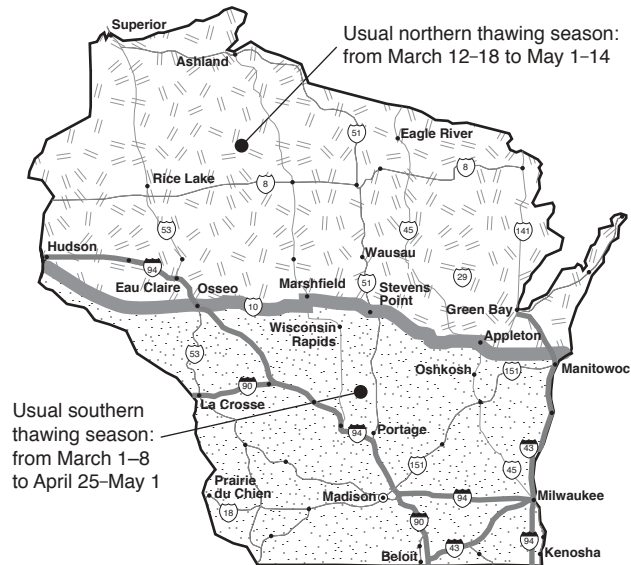 Superior
Usual northern thawing season:
from March 12–18 to May 1–14
Ashland
51
Eagle River
8
Rice Lake
8
53
45
141
Hudson
94
Wausau
29
Eau Claire
Osseo
Marshfield
51
Stevens
Point
10
Green Bay
Wisconsin
Rapids
Appleton
53
Oshkosh
151
Manitowoc
90
La Crosse
Usual southern
thawing season:
from March 1–8
to April 25–May 1
94
Portage
43
151
45
Prairie
du Chien
Madison
94
Milwaukee
18
90
43
94
Beloit
Kenosha